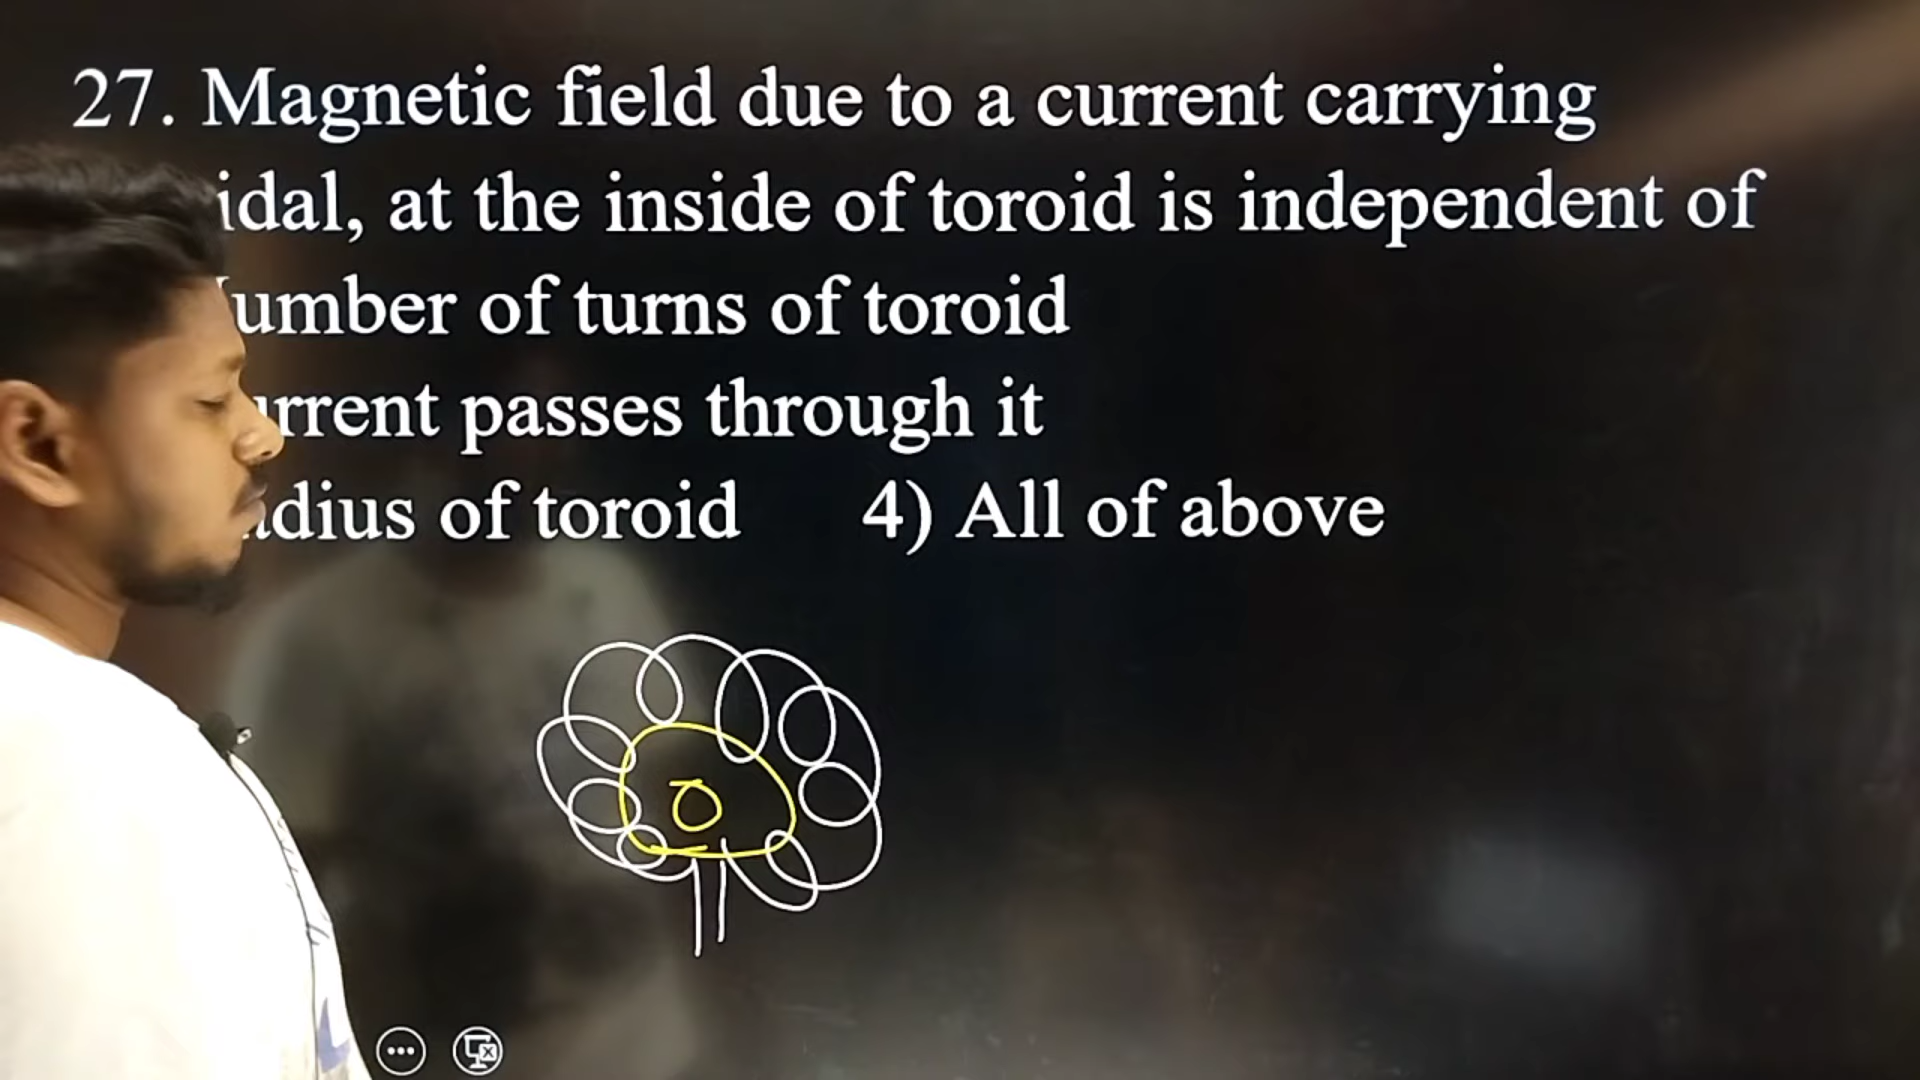 27. Magnetic field due to a current carrying
idal, at the inside of toroid is independent of
umber of turns of toroid
urrent passes through it
dius of toroid 4) All of above
O